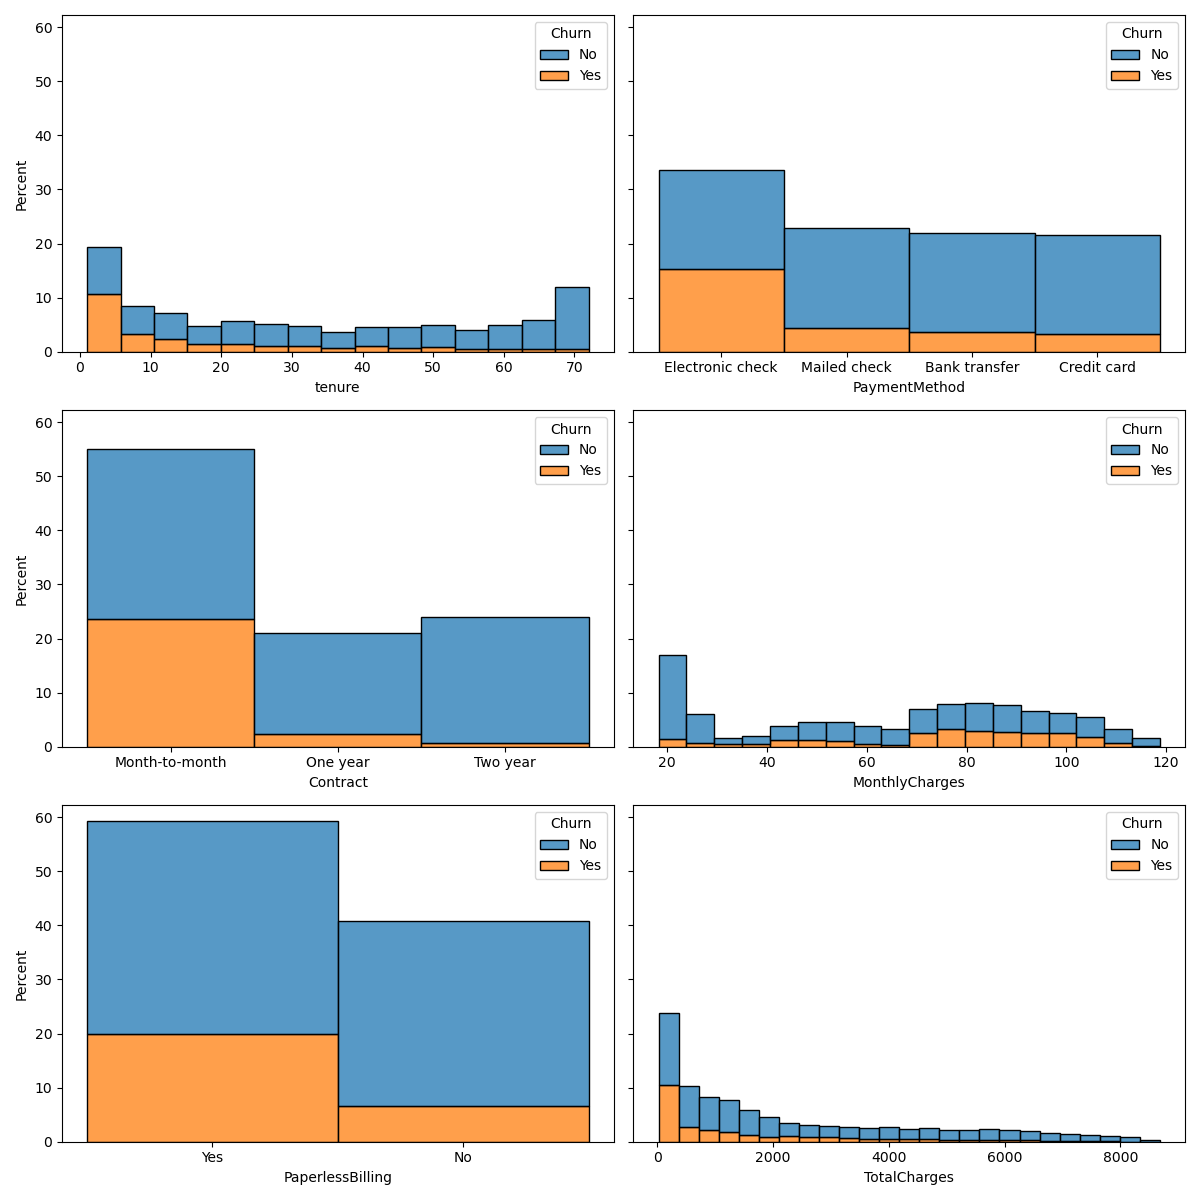 Churn
No
Yes
60
50
40
30
20
10
0
Percent
0 10 20 30 40 50 60 70
tenure
Churn
No
Yes
Electronic check Mailed check Bank transfer Credit card
PaymentMethod
Churn
No
Yes
60
50
40
30
20
10
0
Percent
Month-to-month One year Two year
Contract
Churn
No
Yes
20 40 60 80 100 120
MonthlyCharges
Churn
No
Yes
60
50
40
30
20
10
0
Percent
Yes No
PaperlessBilling
Churn
No
Yes
0 2000 4000 6000 8000
TotalCharges